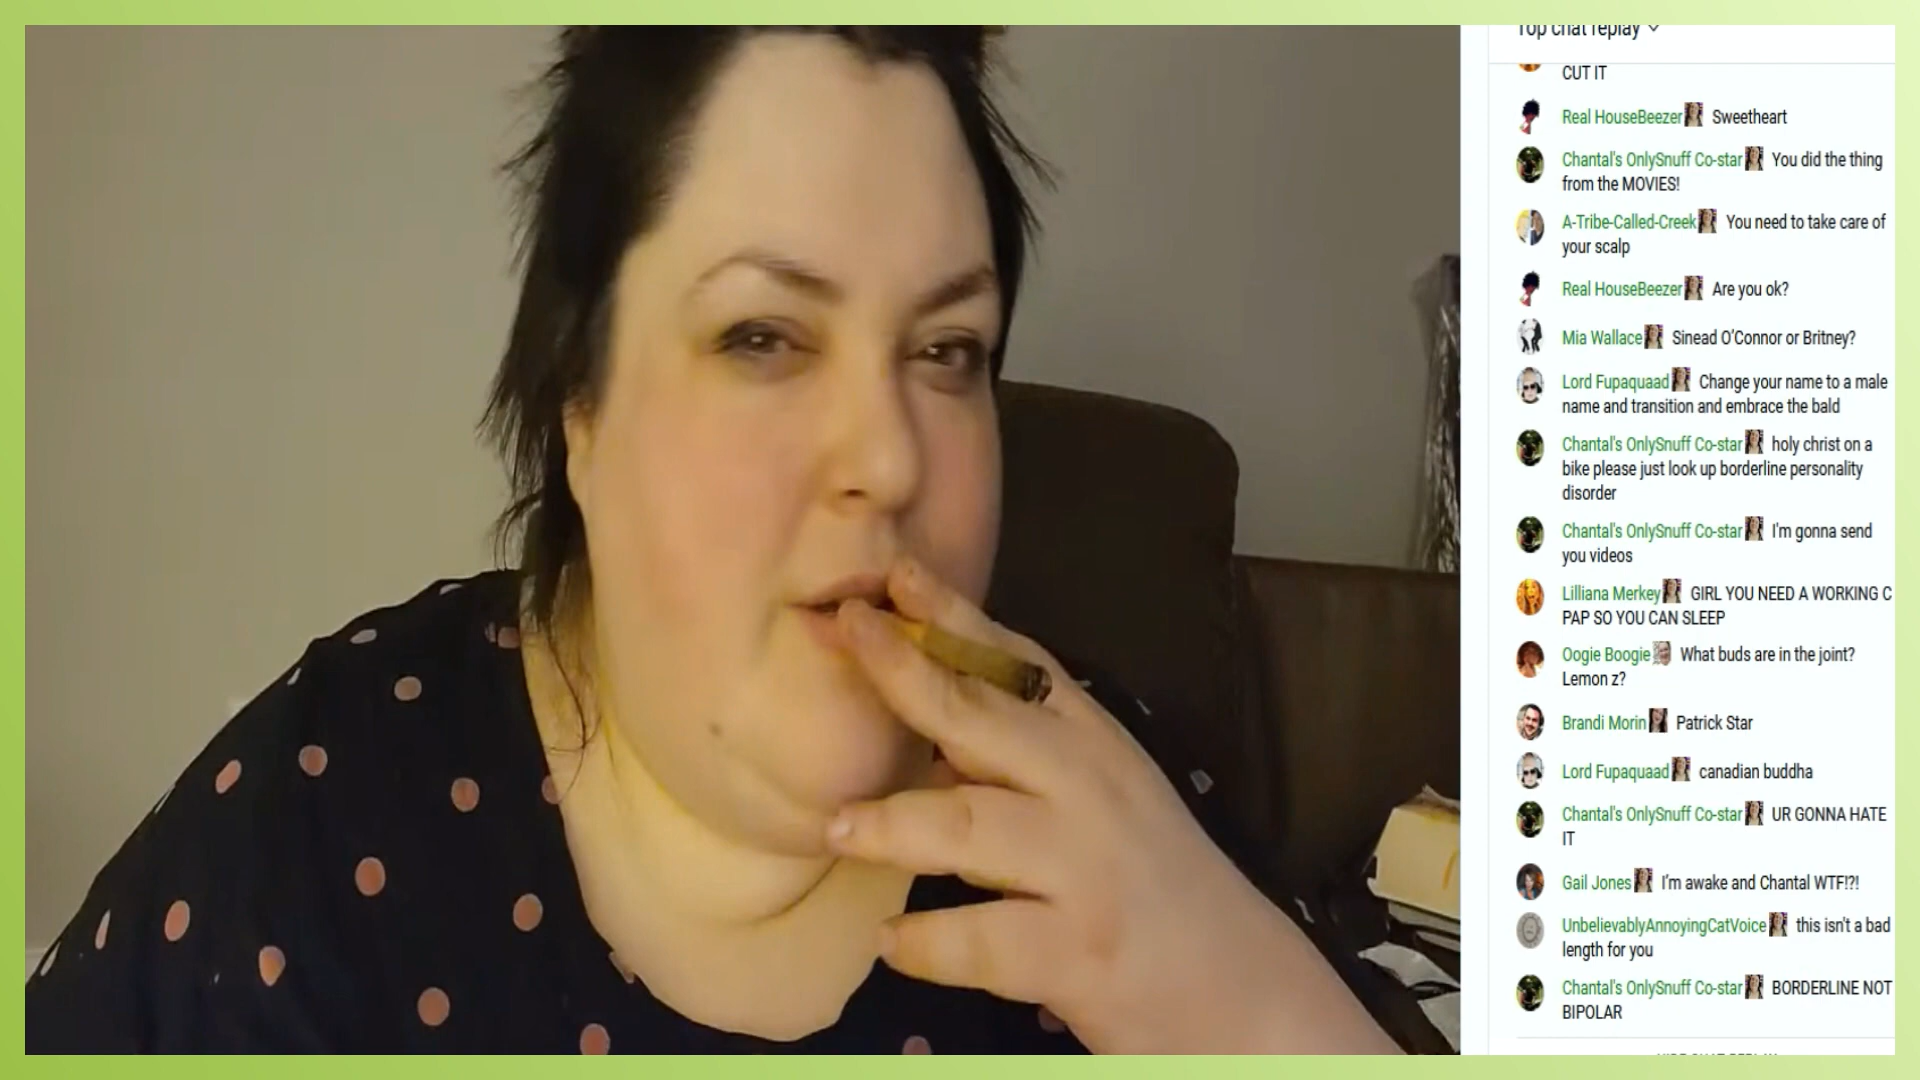 Top chat replay
CUT IT
Real HouseBeezer Sweetheart
Chantal's OnlySnuff Co-star You did the thing
from the MOVIES!
A-Tribe-Called-Creek You need to take care of
your scalp
Real HouseBeezer Are you ok?
Mia Wallace Sinead O'Connor or Britney?
Lord Fupaquaad Change your name to a male
name and transition and embrace the bald
Chantal's OnlySnuff Co-star holy christ on a
bike please just look up borderline personality
disorder
Chantal's OnlySnuff Co-star I'm gonna send
you videos
Lilliana Merkey GIRL YOU NEED A WORKING C
PAP SO YOU CAN SLEEP
Oogie Boogie What buds are in the joint?
Lemon z?
Brandi Morin Patrick Star
Lord Fupaquaad canadian buddha
Chantal's OnlySnuff Co-star UR GONNA HATE
IT
Gail Jones I'm awake and Chantal WTF!?!
UnbelievablyAnnoyingCatVoice this isn't a bad
length for you
Chantal's OnlySnuff Co-star BORDERLINE NOT
BIPOLAR